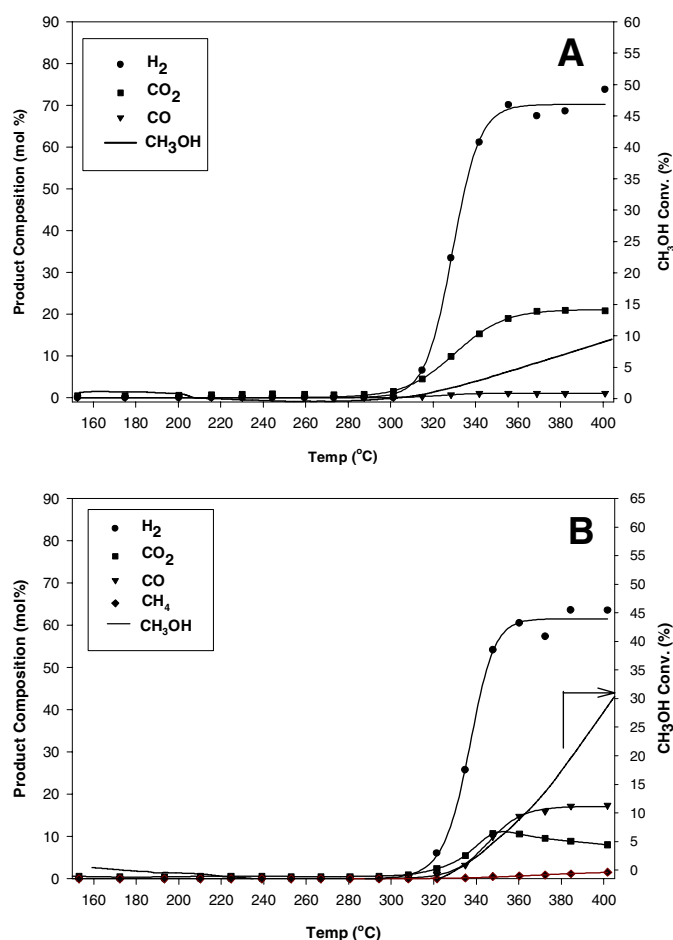 A
H2
CO2
CO
CH3OH
Product Composition (mol %)
90
80
70
60
50
40
30
20
10
0
60
55
50
45
40
35
30
25
20
15
10
5
0
CH3OH Conv. (%)
160 180 200 220 240 260 280 300 320 340 360 380 400
Temp (oC)
B
H2
CO2
CO
CH4
CH3OH
Product Composition (mol%)
90
80
70
60
50
40
30
20
10
0
65
60
55
50
45
40
35
30
25
20
15
10
5
0
CH3OH Conv. (%)
160 180 200 220 240 260 280 300 320 340 360 380 400
Temp (oC)